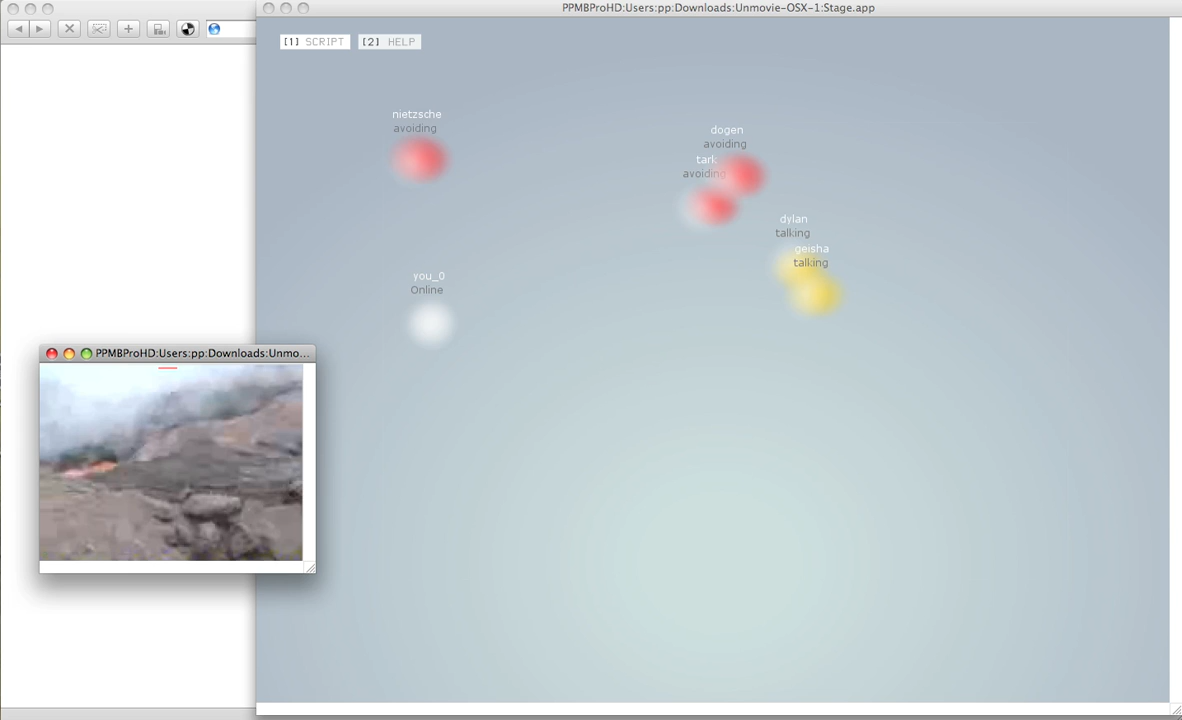 PPMBProHD:Users:pp:Downloads:Unmovie-OSX-1:Stage.app
[1] SCRIPT [2] HELP
nietzsche
avoiding
dogen
avoiding
tark
avoiding
dylan
talking
geisha
talking
you_0
Online
PPMBProHD:Users:pp:Downloads:Unmo...